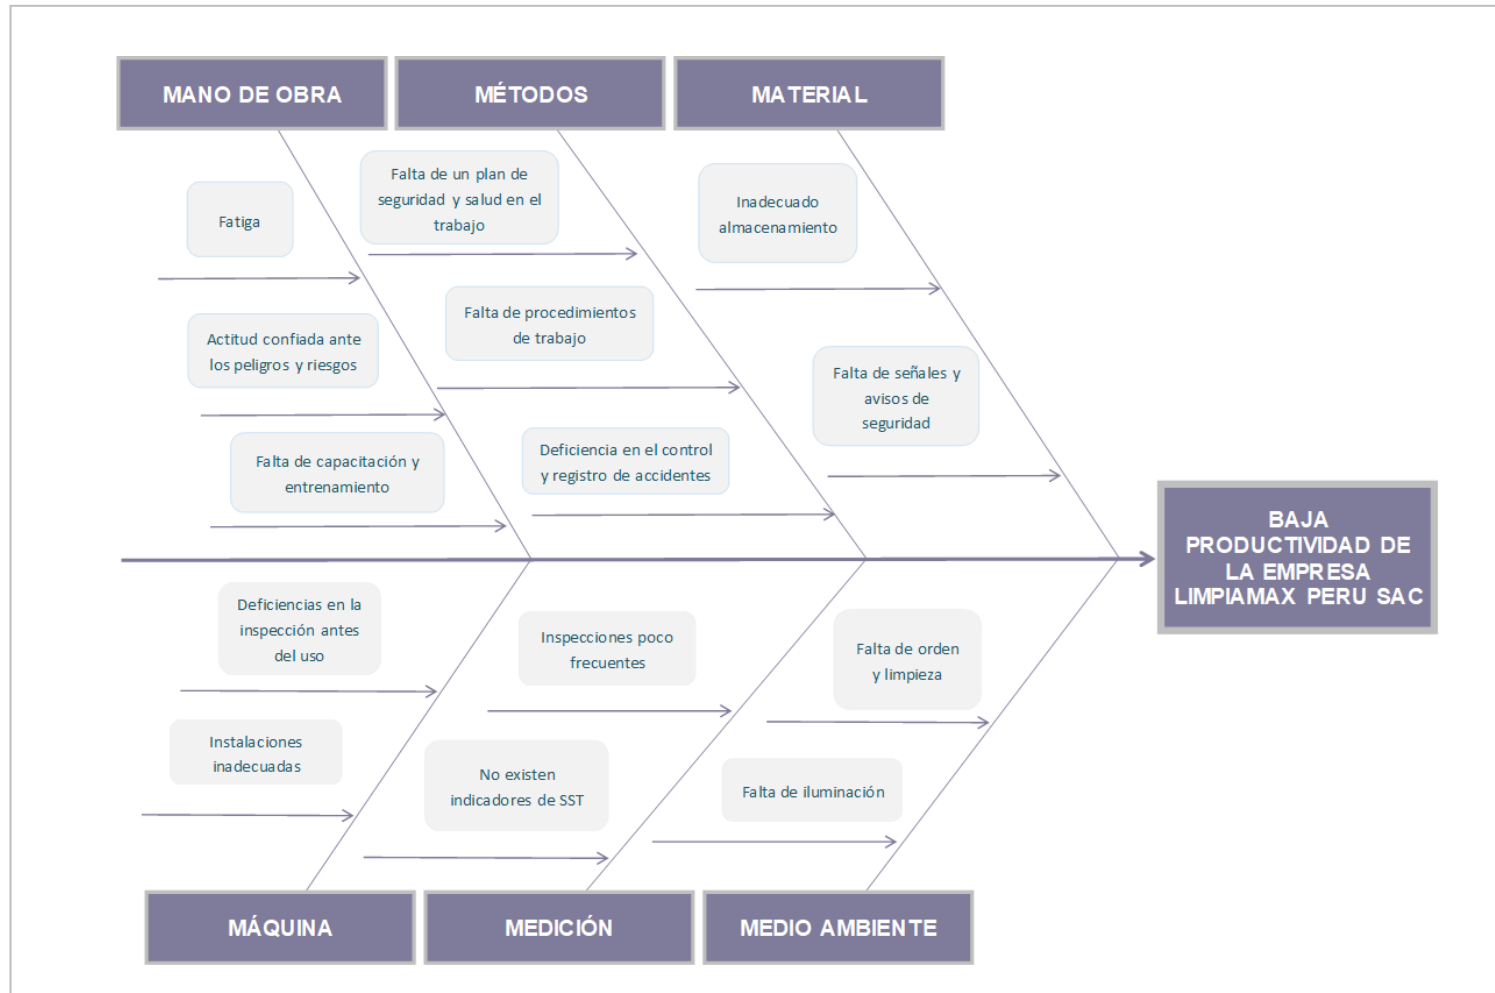 MANO DE OBRA
MÉTODOS
MATERIAL
Fatiga
Actitud confiada ante
los peligros y riesgos
Falta de capacitación y
entrenamiento
Falta de un plan de
seguridad y salud en el
trabajo
Falta de procedimientos
de trabajo
Deficiencia en el control
y registro de accidentes
Inadecuado
almacenamiento
Falta de señales y
avisos de
seguridad
BAJA
PRODUCTIVIDAD DE
LA EMPRESA
LIMPIAMAX PERU SAC
Deficiencias en la
inspección antes
del uso
Instalaciones
inadecuadas
Inspecciones poco
frecuentes
No existen
indicadores de SST
Falta de orden
y limpieza
Falta de iluminación
MÁQUINA
MEDICIÓN
MEDIO AMBIENTE